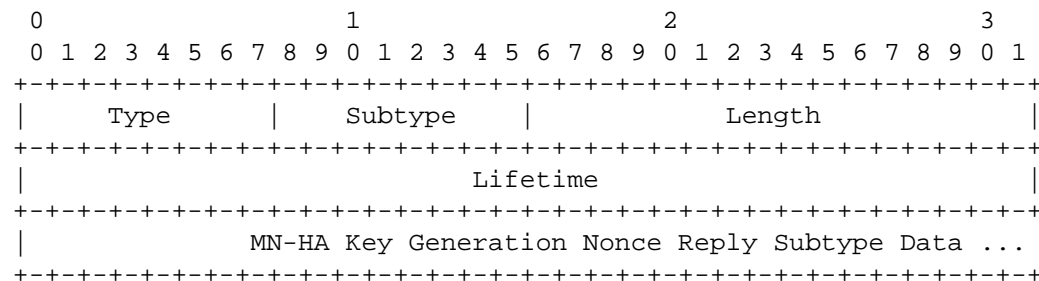 0                   1                   2                   3
 0 1 2 3 4 5 6 7 8 9 0 1 2 3 4 5 6 7 8 9 0 1 2 3 4 5 6 7 8 9 0 1
+-+-+-+-+-+-+-+-+-+-+-+-+-+-+-+-+-+-+-+-+-+-+-+-+-+-+-+-+-+-+-+-+
|     Type      |    Subtype    |            Length             |
+-+-+-+-+-+-+-+-+-+-+-+-+-+-+-+-+-+-+-+-+-+-+-+-+-+-+-+-+-+-+-+-+
|                            Lifetime                           |
+-+-+-+-+-+-+-+-+-+-+-+-+-+-+-+-+-+-+-+-+-+-+-+-+-+-+-+-+-+-+-+-+
|              MN-HA Key Generation Nonce Reply Subtype Data ...
+-+-+-+-+-+-+-+-+-+-+-+-+-+-+-+-+-+-+-+-+-+-+-+-+-+-+-+-+-+-+-+-+